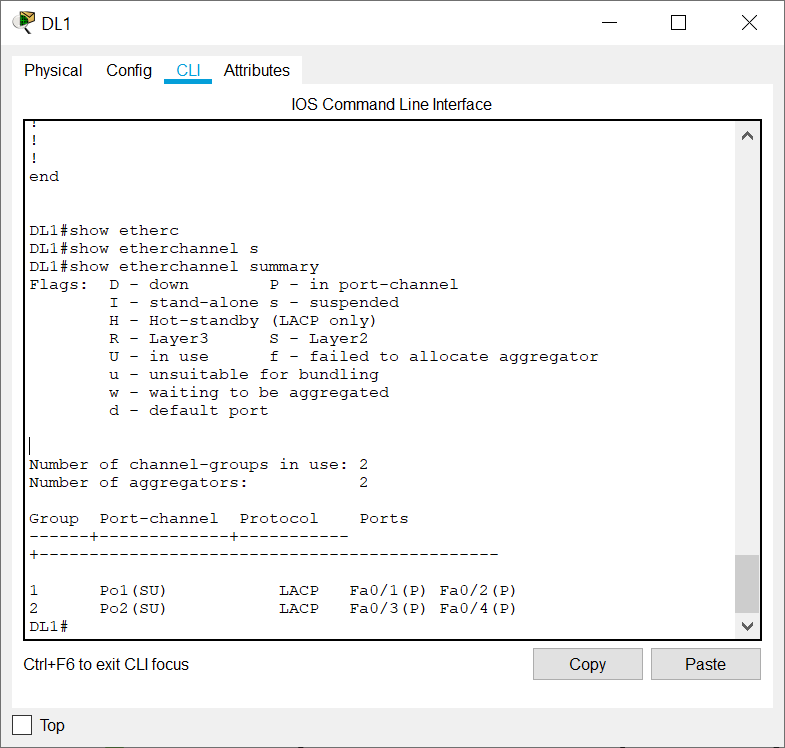 DL1
Physical Config CLI Attributes
IOS Command Line Interface
!
!
!
end
DL1#show etherc
DL1#show etherchannel s
DL1#show etherchannel summary
Flags:  D - down        P - in port-channel
        I - stand-alone s - suspended
        H - Hot-standby (LACP only)
        R - Layer3      S - Layer2
        U - in use      f - failed to allocate aggregator
        u - unsuitable for bundling
        w - waiting to be aggregated
        d - default port
Number of channel-groups in use: 2
Number of aggregators:           2
Group  Port-channel  Protocol    Ports
------+-------------+-----------
+----------------------------------------------
1      Po1(SU)           LACP   Fa0/1(P) Fa0/2(P)
2      Po2(SU)           LACP   Fa0/3(P) Fa0/4(P)
DL1#
Ctrl+F6 to exit CLI focus
Copy
Paste
Top